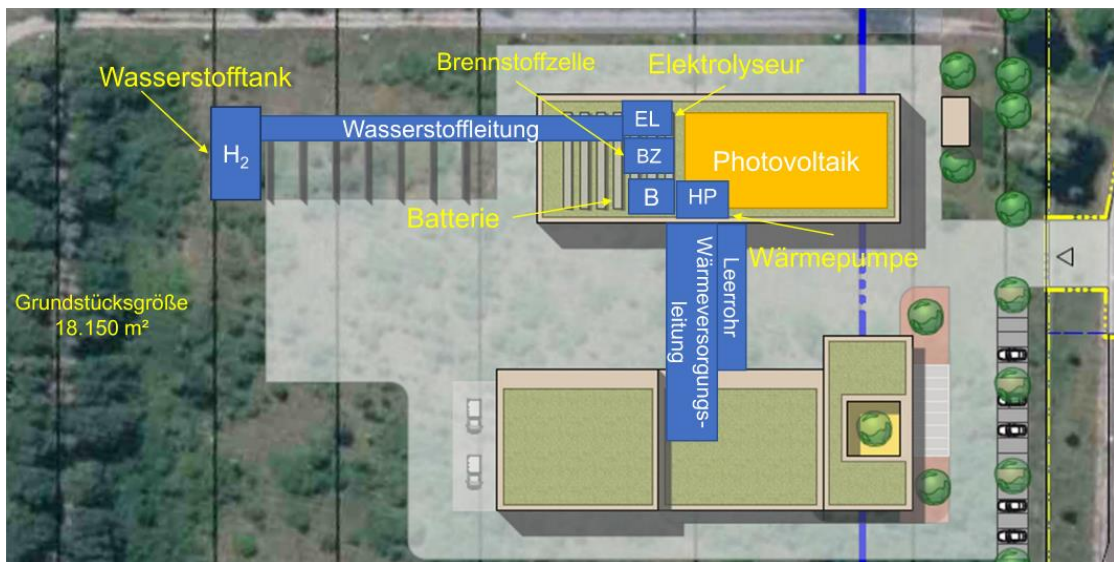 Wasserstofftank
Brennstoffzelle
Elektrolyseur
H₂
Wasserstoffleitung
EL
BZ
Photovoltaik
B
HP
Batterie
Wärmepumpe
Wärmeversorgungs-
leitung
Leerrohr
Grundstücksgröße
18.150 m²